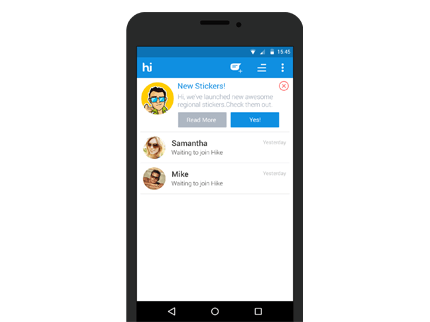 15:45
hi
New Stickers!
Hi, we've launched new awesome
regional stickers.Check them out
Read More
Yes!
Samantha
Yesterday
Waiting to join Hike
Mike
Yesterday
Waiting to join Hike